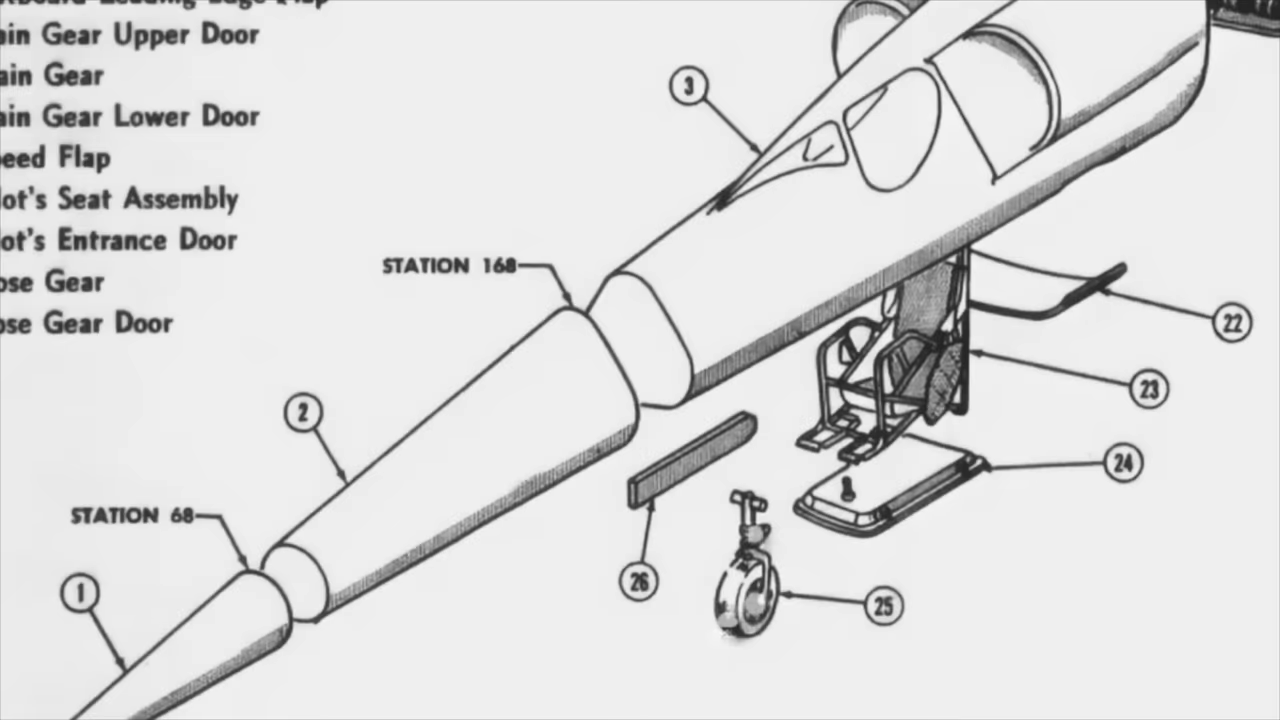 ain Gear Upper Door
ain Gear
ain Gear Lower Door
eed Flap
lot's Seat Assembly
ot's Entrance Door
ose Gear
ose Gear Door
3
STATION 168
22
23
2
24
STATION 68
26
1
25